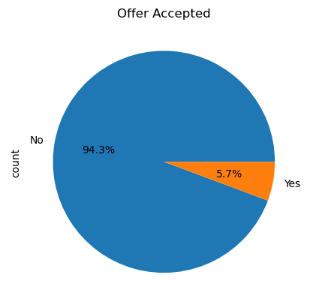 Offer Accepted
No
94.3%
count
5.7%
Yes